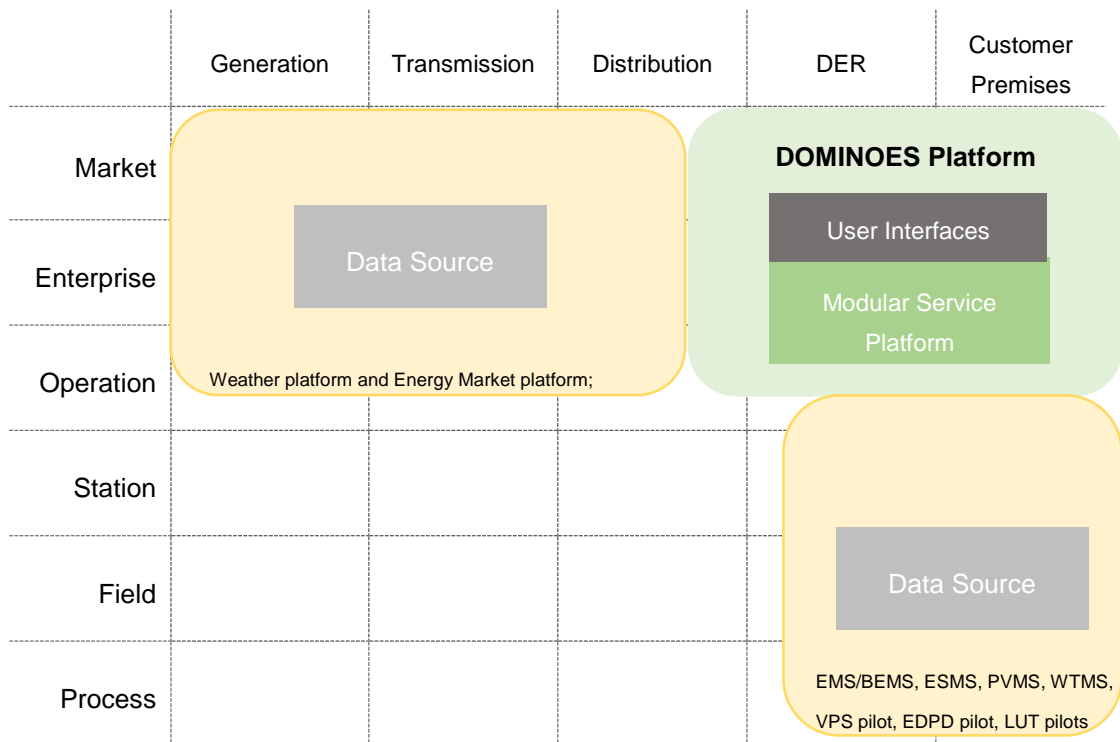 Generation
Transmission
Distribution
DER
Customer
Premises
Market
DOMINOES Platform
User Interfaces
Enterprise
Data Source
Modular Service
Platform
Operation
Weather platform and Energy Market platform;
Station
Field
Data Source
Process
EMS/BEMS, ESMS, PVMS, WTMS,
VPS pilot, EDPD pilot, LUT pilots